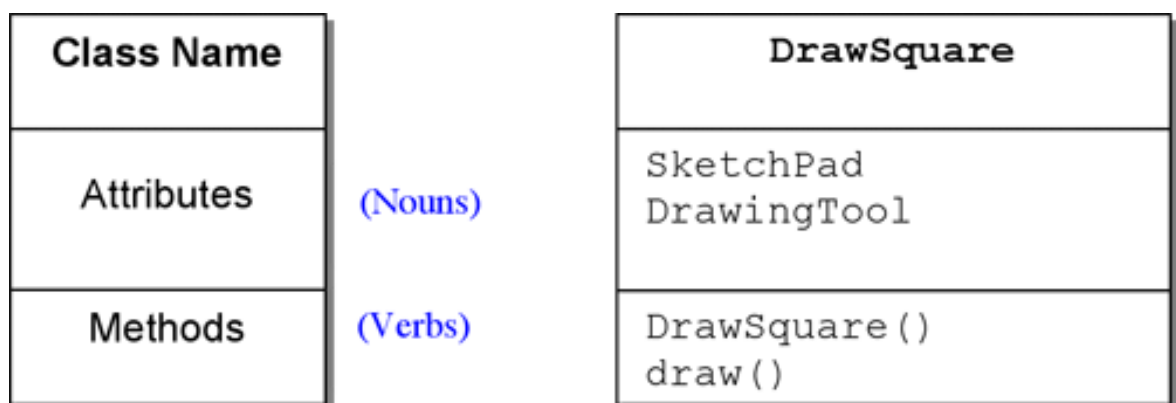 Class Name
Attributes
(Nouns)
Methods
(Verbs)
DrawSquare
SketchPad
DrawingTool
DrawSquare()
draw()